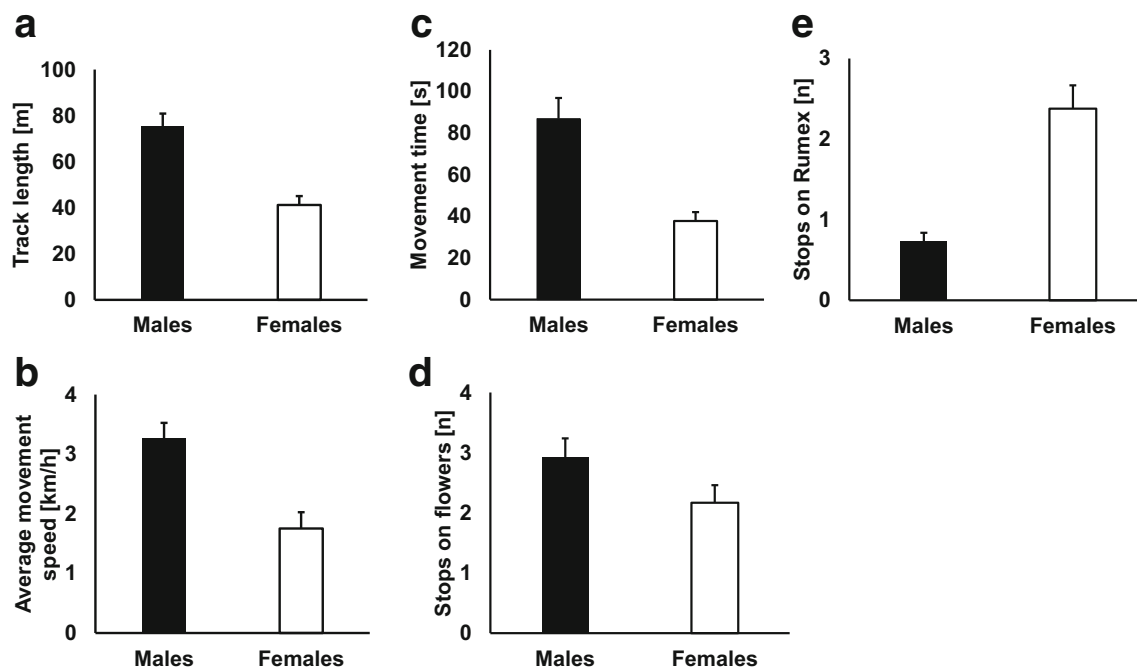 a
Track length [m]
100
80
60
40
20
0
Males Females
c
Movement time [s]
120
100
80
60
40
20
0
Males Females
e
Stops on Rumex [n]
3
2
1
0
Males Females
b
Average movement
speed [km/h]
4
3
2
1
0
Males Females
d
Stops on flowers [n]
4
3
2
1
0
Males Females